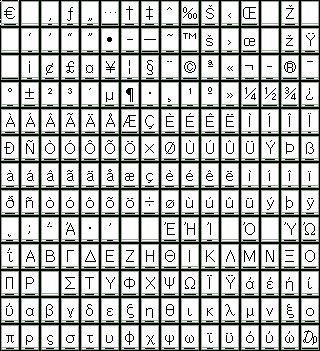 € ‚ ƒ „ … † ‡ ˆ ‰ Š ‹ Œ Ž
‘ ’ “ ” • – — ˜ ™ š › œ ž Ÿ
¡ ¢ £ ¤ ¥ ¦ § ¨ © ª « ¬ - ® ¯
° ± ² ³ ´ µ ¶ · ¸ ¹ º » ¼ ½ ¾ ¿
À Á Â Ã Ä Å Æ Ç È É Ê Ë Ì Í Î Ï
Ð Ñ Ò Ó Ô Õ Ö × Ø Ù Ú Û Ü Ý Þ ß
à á â ã ä å æ ç è é ê ë ì í î ï
ð ñ ò ó ô õ ö ÷ ø ù ú û ü ý þ ÿ
ͺ ; ΅ Ά · ΄ Έ Ή Ί Ό Ύ Ώ
ΐ Α Β Γ Δ Ε Ζ Η Θ Ι Κ Λ Μ Ν Ξ Ο
Π Ρ Σ Τ Υ Φ Χ Ψ Ω Ϊ Ϋ ά έ ή ί
ΰ α β γ δ ε ζ η θ ι κ λ μ ν ξ ο
π ρ ς σ τ υ φ χ ψ ω ϊ ϋ ό ύ ώ ₯